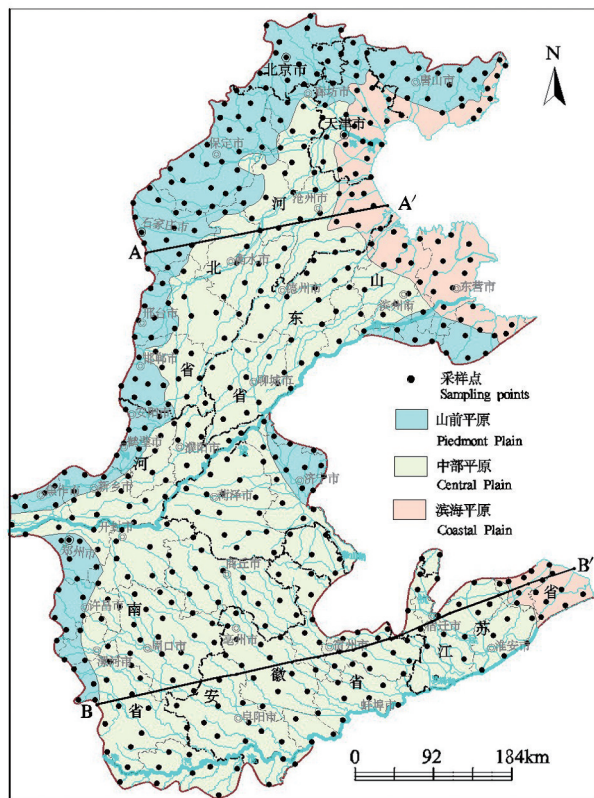 N
北京市
唐山市
廊坊市
天津市
保定市
河
沧州市
A'
石家庄市
A
衡水市
北
德州市
山
东营市
滨州市
东
邢台市
邯郸市
省
聊城市
省
采样点
Sampling points
安阳市
山前平原
Piedmont Plain
鹤壁市
濮阳市
河
中部平原
Central Plain
济宁市
焦作市
新乡市
菏泽市
滨海平原
Coastal Plain
开封市
郑州市
商丘市
B'
许昌市
南
省
亳州市
宿迁市
苏
周口市
宿州市
江
淮安市
漯河市
徽
省
B
省
安
蚌埠市
阜阳市
0 92 184km